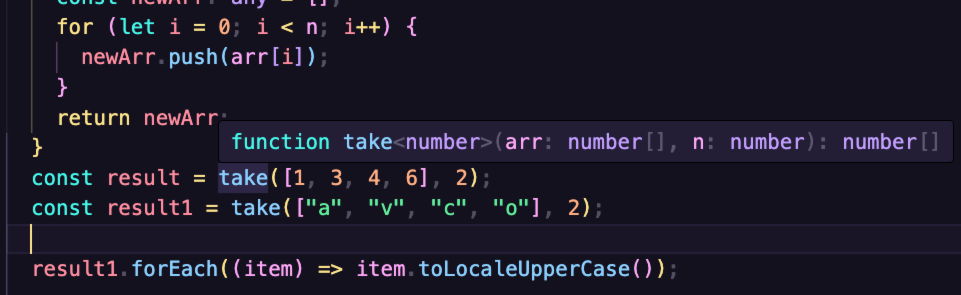 const newArr: any = [];
for (let i = 0; i < n; i++) {
newArr.push(arr[i]);
}
return newArr;
function take<number>(arr: number[], n: number): number[]
}
const result = take([1, 3, 4, 6], 2);
const result1 = take(["a", "v", "c", "o"], 2);
result1.forEach((item) => item.toLocaleUpperCase());